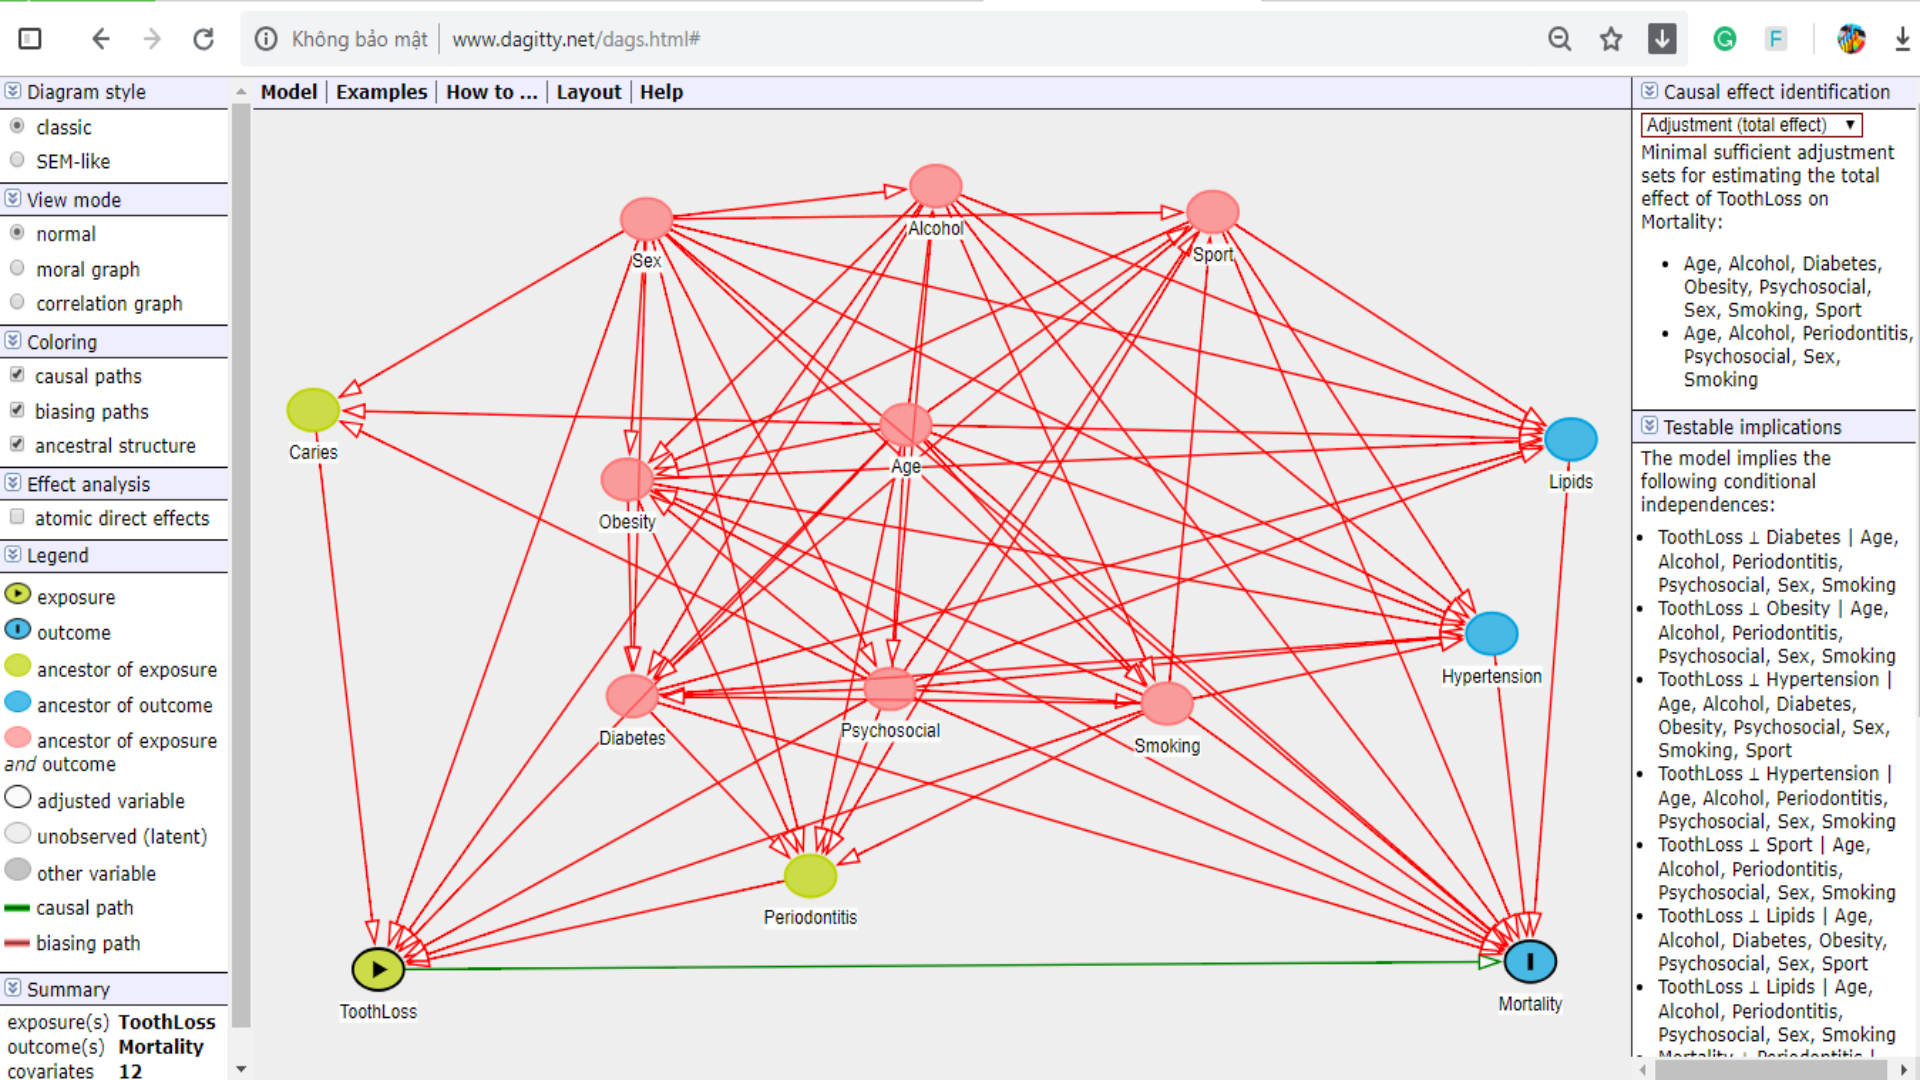 Không bảo mật
www.dagitty.net/dags.html#
G
F
Diagram style
classic
SEM-like
View mode
normal
moral graph
correlation graph
Coloring
causal paths
biasing paths
ancestral structure
Effect analysis
atomic direct effects
Legend
exposure
outcome
ancestor of exposure
ancestor of outcome
ancestor of exposure
and outcome
adjusted variable
unobserved (latent)
other variable
causal path
biasing path
Summary
exposure(s) ToothLoss
outcome(s) Mortality
covariates 12
Model | Examples | How to ... | Layout | Help
Alcohol
Sport
Sex
Caries
Age
Lipids
Obesity
Hypertension
Diabetes
Psychosocial
Smoking
Periodontitis
ToothLoss
Mortality
Causal effect identification
Adjustment (total effect)
Minimal sufficient adjustment
sets for estimating the total
effect of ToothLoss on
Mortality:
• Age, Alcohol, Diabetes,
Obesity, Psychosocial,
Sex, Smoking, Sport
• Age, Alcohol, Periodontitis,
Psychosocial, Sex,
Smoking
Testable implications
The model implies the
following conditional
independences:
• ToothLoss ⊥ Diabetes | Age,
Alcohol, Periodontitis,
Psychosocial, Sex, Smoking
• ToothLoss ⊥ Obesity | Age,
Alcohol, Periodontitis,
Psychosocial, Sex, Smoking
• ToothLoss ⊥ Hypertension |
Age, Alcohol, Diabetes,
Obesity, Psychosocial, Sex,
Smoking, Sport
• ToothLoss ⊥ Hypertension |
Age, Alcohol, Periodontitis,
Psychosocial, Sex, Smoking
• ToothLoss ⊥ Sport | Age,
Alcohol, Periodontitis,
Psychosocial, Sex, Smoking
• ToothLoss ⊥ Lipids | Age,
Alcohol, Diabetes, Obesity,
Psychosocial, Sex, Sport
• ToothLoss ⊥ Lipids | Age,
Alcohol, Periodontitis,
Psychosocial, Sex, Smoking
• Mortality ⊥ Periodontitis |